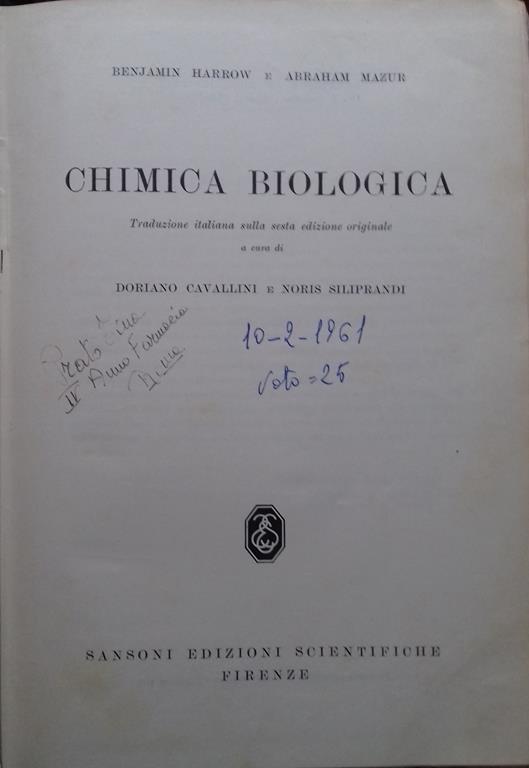 BENJAMIN HARROW E ABRAHAM MAZUR
CHIMICA BIOLOGICA
Traduzione italiana sulla sesta edizione originale
a cura di
DORIANO CAVALLINI E NORIS SILIPRANDI
10-2-1961
Voto = 25
IV Anno Farmacia
SANSONI EDIZIONI SCIENTIFICHE
FIRENZE